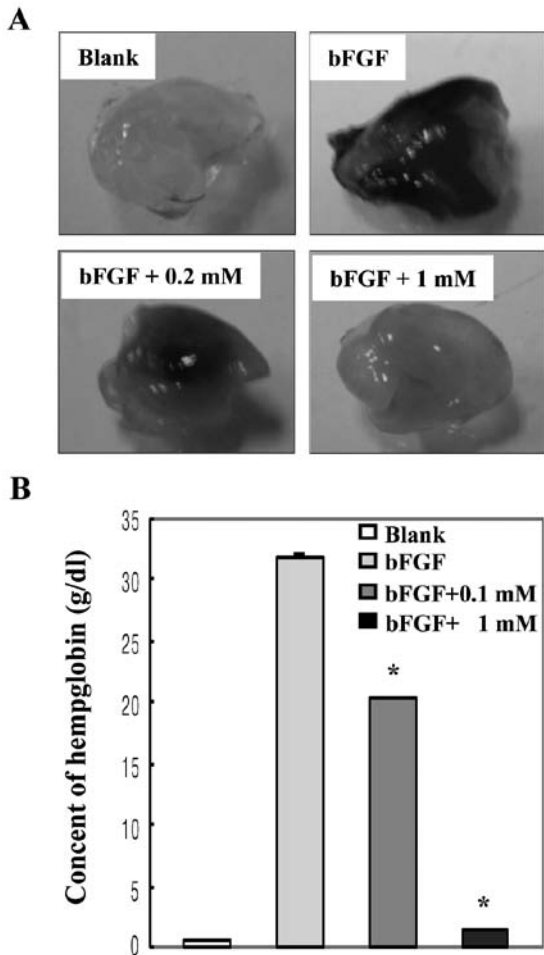 A
Blank
bFGF
bFGF + 0.2 mM
bFGF + 1 mM
B
Concent of hempglobin (g/dl)
35
30
25
20
15
10
5
0
Blank
bFGF
bFGF+0.1 mM
bFGF+ 1 mM
*
*